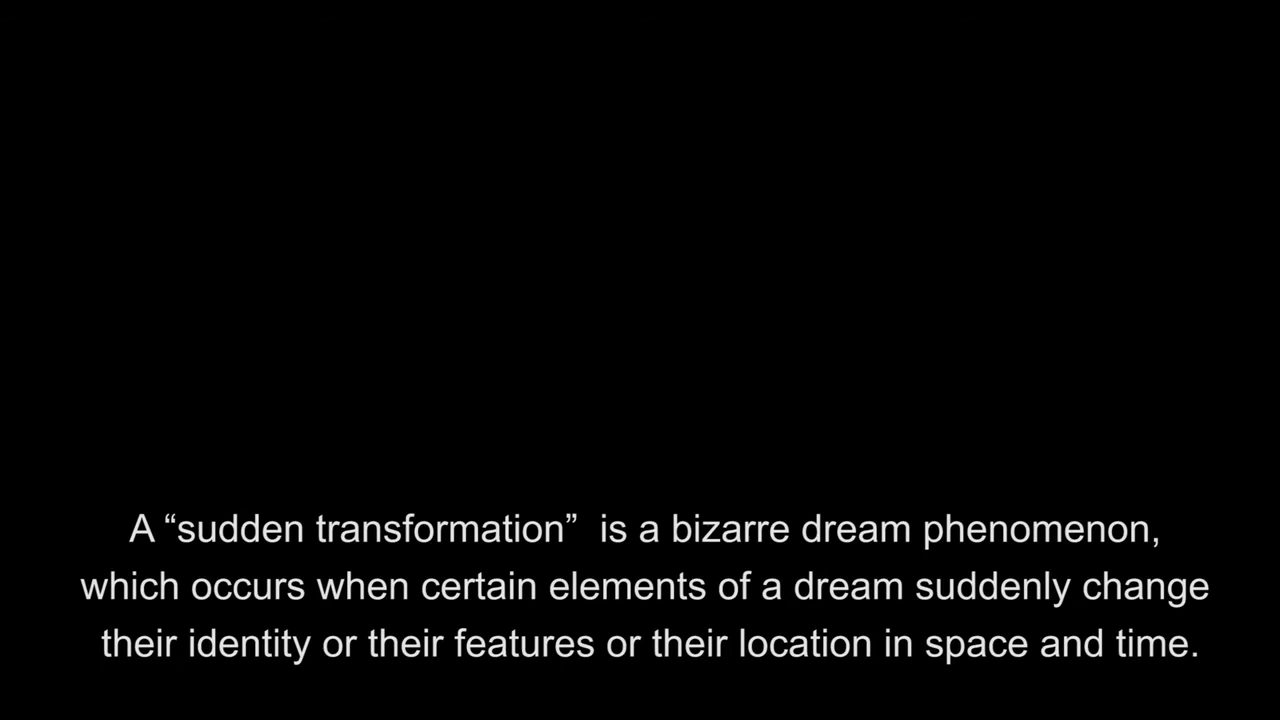 A “sudden transformation”  is a bizarre dream phenomenon,
which occurs when certain elements of a dream suddenly change
their identity or their features or their location in space and time.